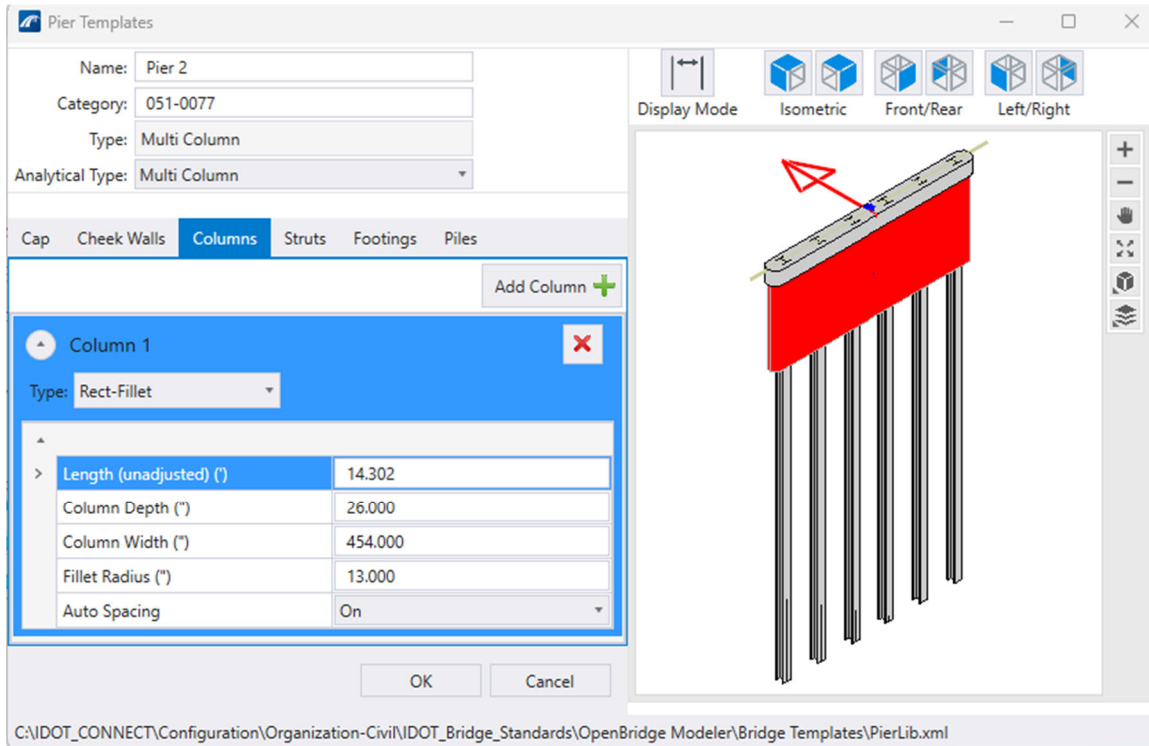 Pier Templates
Name: Pier 2
Category: 051-0077
Type: Multi Column
Analytical Type: Multi Column
Display Mode Isometric Front/Rear Left/Right
Cap Cheek Walls Columns Struts Footings Piles
Add Column
Column 1
Type: Rect-Fillet
Length (unadjusted) (') 14.302
Column Depth (") 26.000
Column Width (") 454.000
Fillet Radius (") 13.000
Auto Spacing On
OK Cancel
C:\IDOT_CONNECT\Configuration\Organization-Civil\IDOT_Bridge_Standards\OpenBridge Modeler\Bridge Templates\PierLib.xml